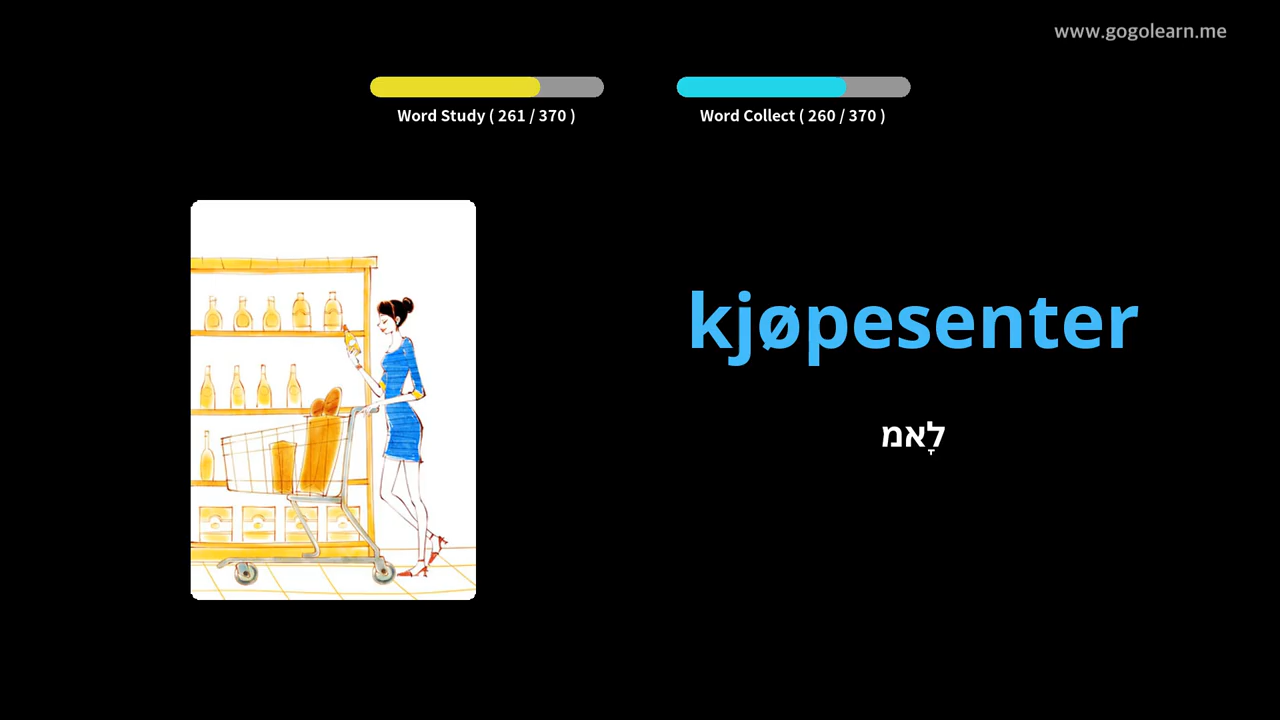 www.gogolearn.me
Word Study ( 261 / 370 )
Word Collect ( 260 / 370 )
kjøpesenter
לָאמ